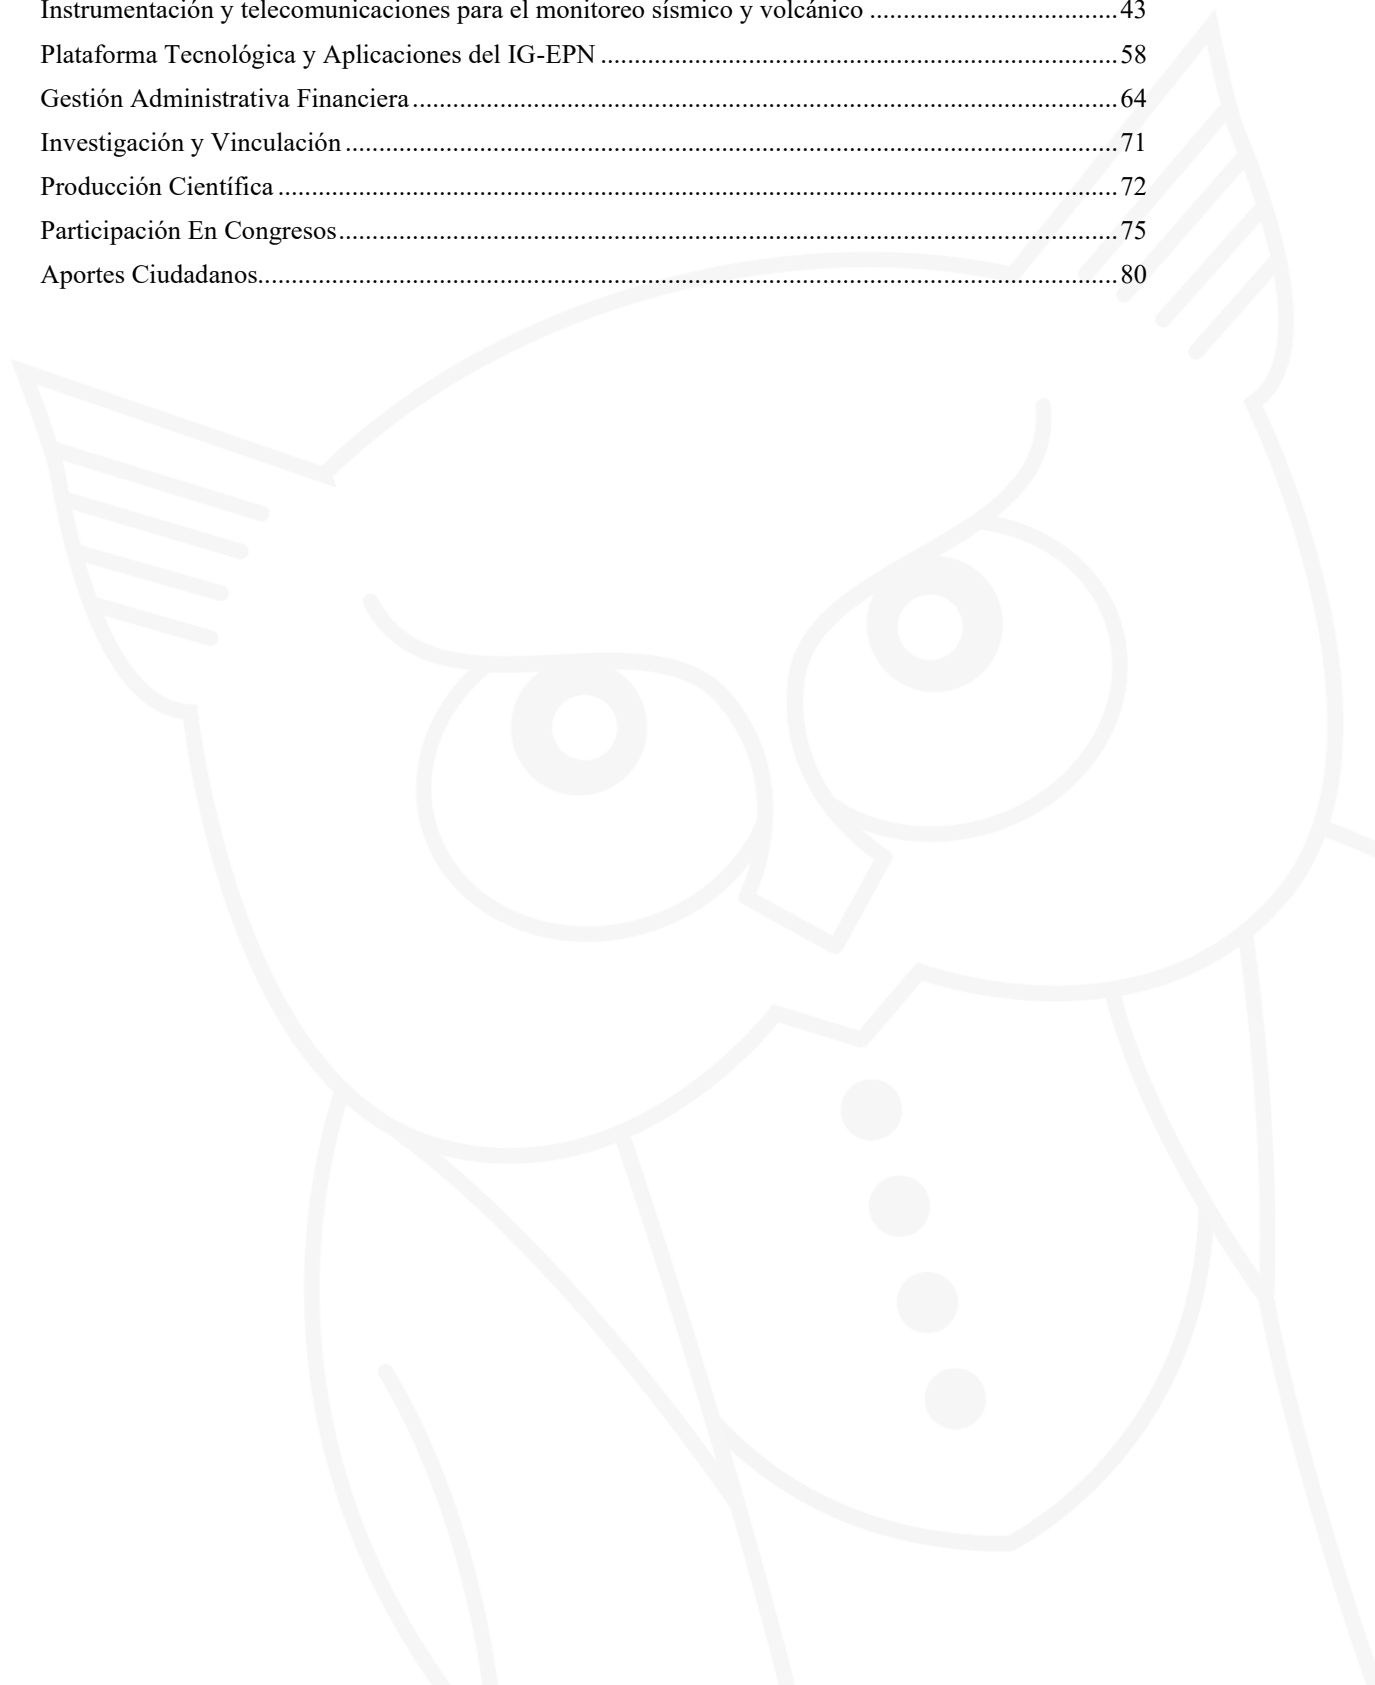 Instrumentación y telecomunicaciones para el monitoreo sísmico y volcánico ..................................... 43
Plataforma Tecnológica y Aplicaciones del IG-EPN ............................................................................. 58
Gestión Administrativa Financiera ......................................................................................................... 64
Investigación y Vinculación ................................................................................................................... 71
Producción Científica ............................................................................................................................. 72
Participación En Congresos .................................................................................................................... 75
Aportes Ciudadanos ................................................................................................................................ 80